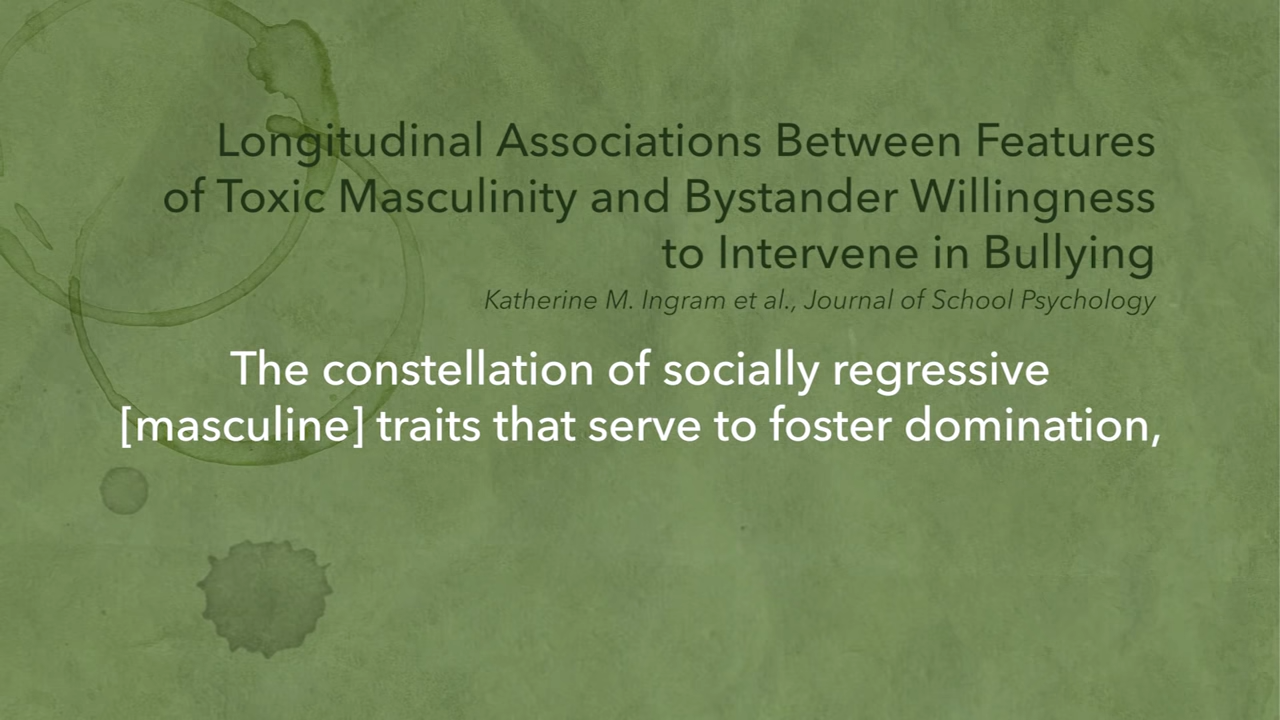 Longitudinal Associations Between Features
of Toxic Masculinity and Bystander Willingness
to Intervene in Bullying
Katherine M. Ingram et al., Journal of School Psychology
The constellation of socially regressive
[masculine] traits that serve to foster domination,